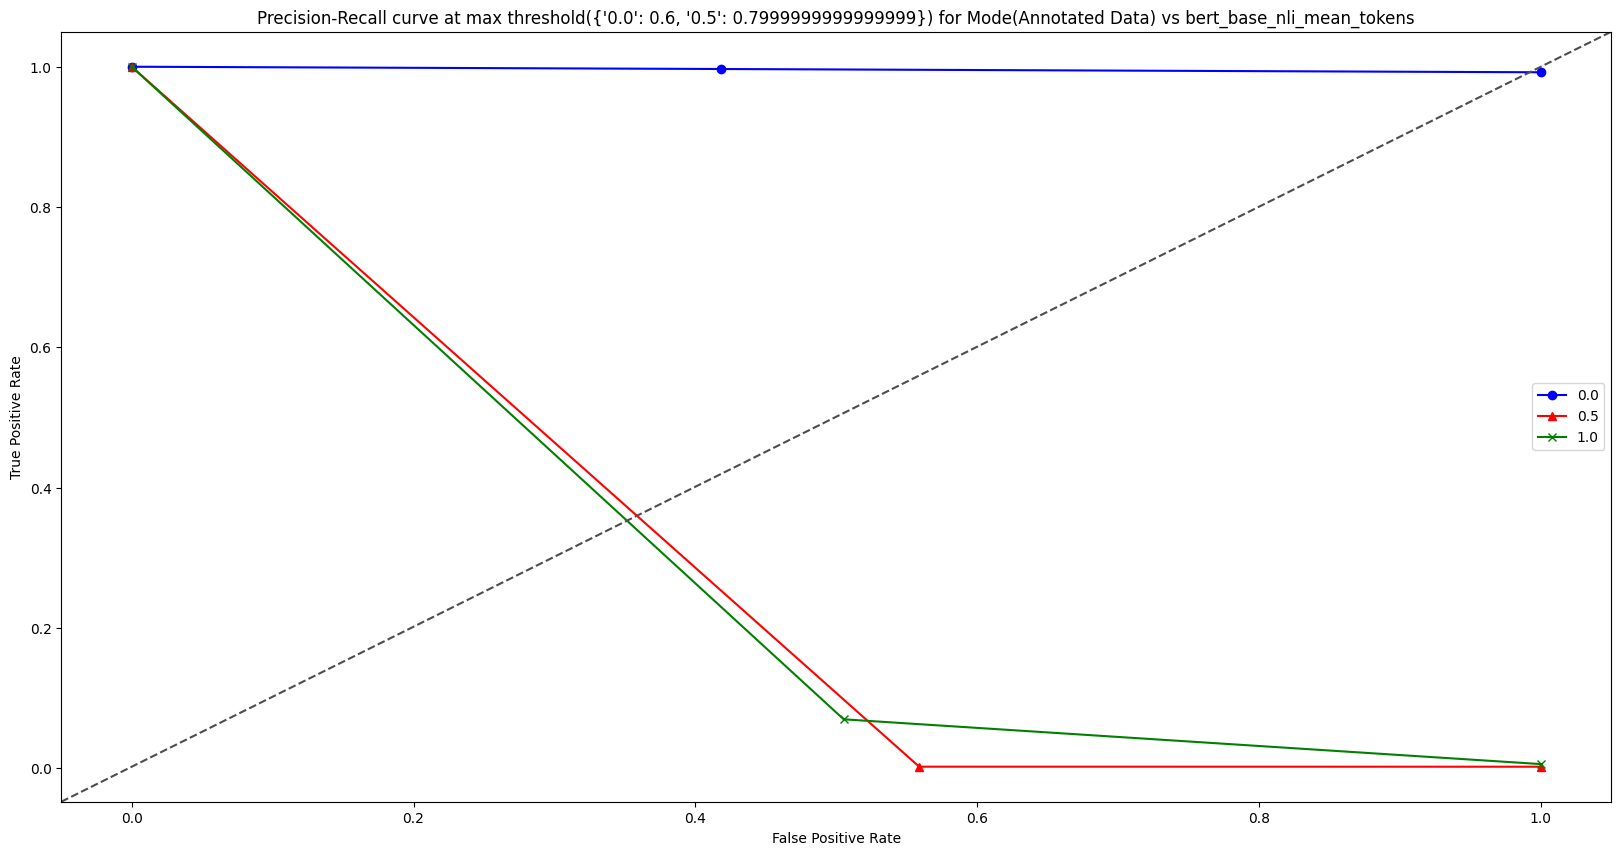 Precision-Recall curve at max threshold({'0.0': 0.6, '0.5': 0.7999999999999999}) for Mode(Annotated Data) vs bert_base_nli_mean_tokens
1.0
0.8
0.6
0.4
0.2
0.0
True Positive Rate
0.0
0.5
1.0
0.0 0.2 0.4 0.6 0.8 1.0
False Positive Rate